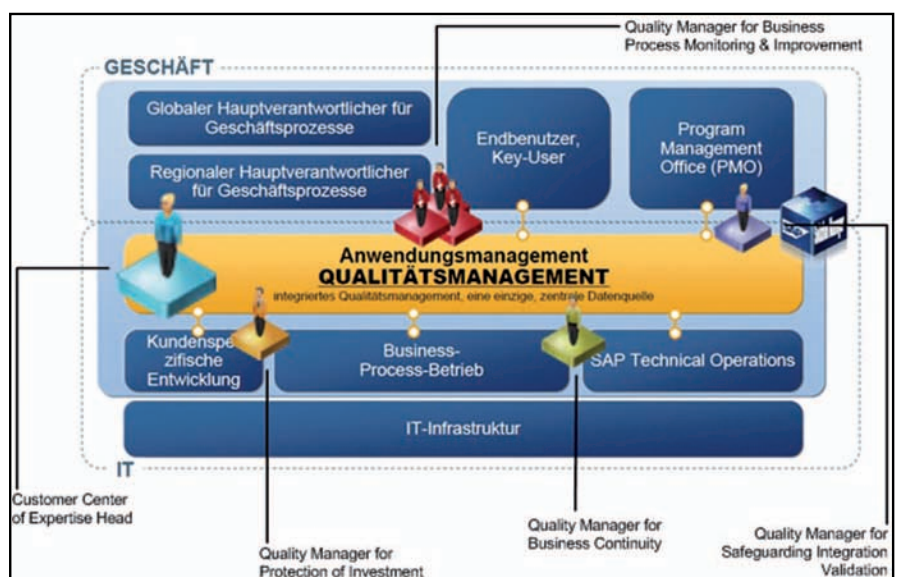 Quality Manager for Business
Process Monitoring & Improvement
GESCHÄFT
Globaler Hauptverantwortlicher für
Geschäftsprozesse
Regionaler Hauptverantwortlicher
für Geschäftsprozesse
Endbenutzer,
Key-User
Program
Management
Office (PMO)
Anwendungsmanagement
QUALITÄTSMANAGEMENT
integriertes Qualitätsmanagement, eine einzige, zentrale Datenquelle
Kundenspe-
zifische
Entwicklung
Business-
Process-Betrieb
SAP Technical Operations
IT-Infrastruktur
IT
Customer Center
of Expertise Head
Quality Manager for
Protection of Investment
Quality Manager for
Business Continuity
Quality Manager for
Safeguarding Integration
Validation